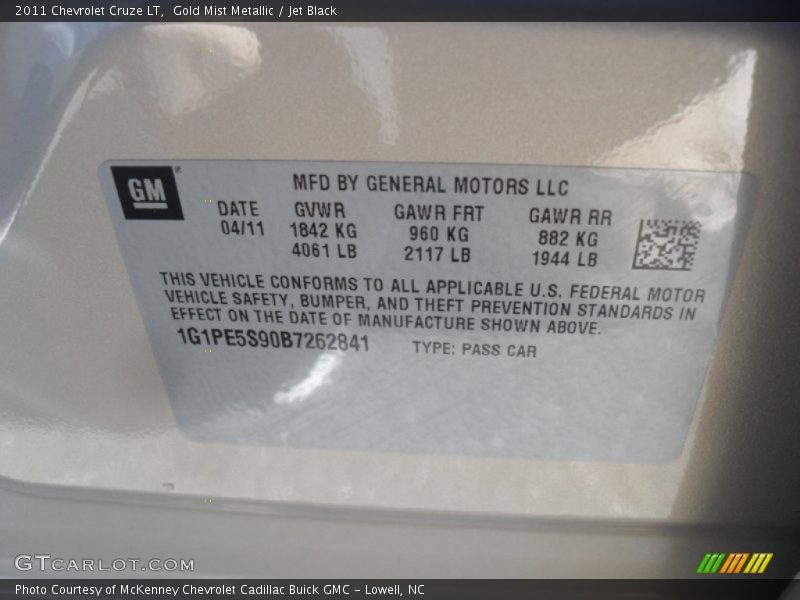 2011 Chevrolet Cruze LT, Gold Mist Metallic / Jet Black
GM
MFD BY GENERAL MOTORS LLC
DATE GVWR GAWR FRT GAWR RR
04/11 1842 KG 960 KG 882 KG
4061 LB 2117 LB 1944 LB
THIS VEHICLE CONFORMS TO ALL APPLICABLE U.S. FEDERAL MOTOR
VEHICLE SAFETY, BUMPER, AND THEFT PREVENTION STANDARDS IN
EFFECT ON THE DATE OF MANUFACTURE SHOWN ABOVE.
1G1PE5S90B7262841 TYPE: PASS CAR
GTCARLOT.COM
Photo Courtesy of McKenney Chevrolet Cadillac Buick GMC - Lowell, NC